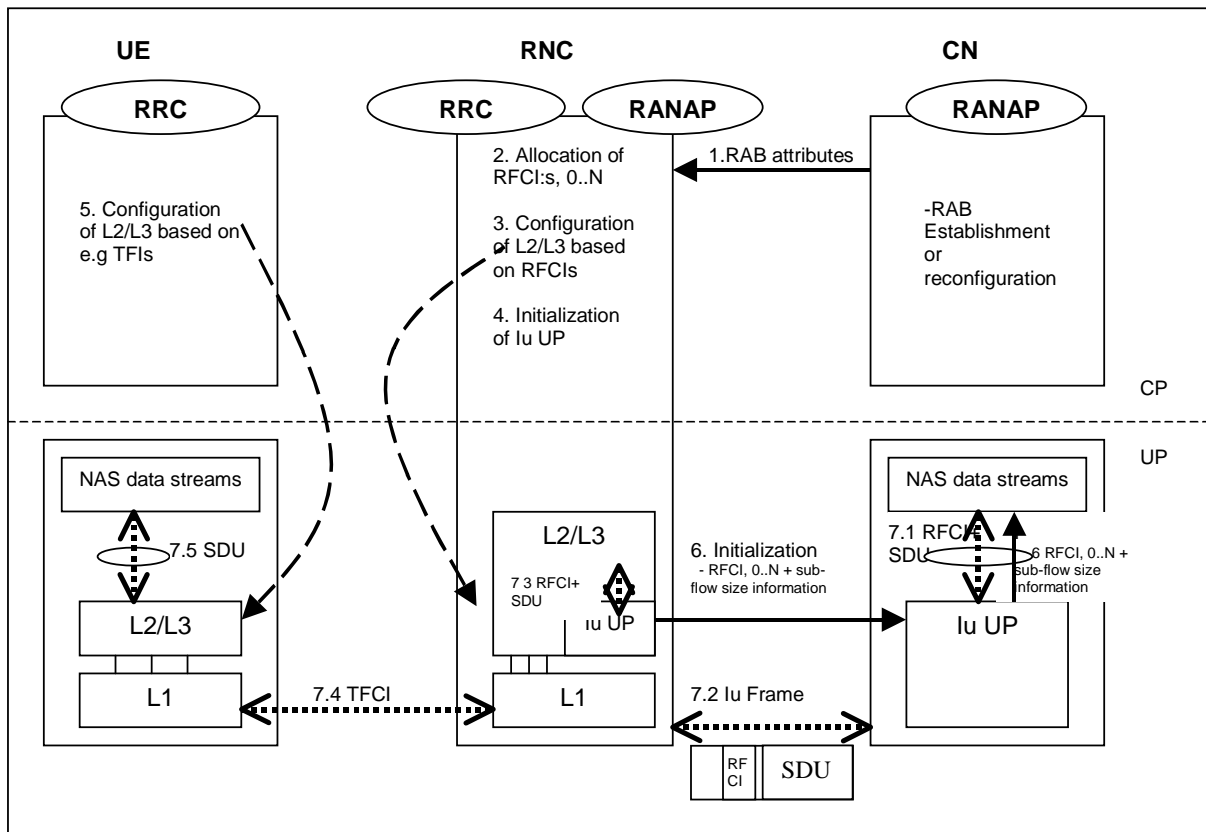 UE
RNC
CN
RRC
RRC
RANAP
RANAP
5. Configuration
of L2/L3 based on
e.g TFIs
2. Allocation of
RFCI:s, 0..N
3. Configuration
of L2/L3 based
on RFCIs
4. Initialization
of Iu UP
1.RAB attributes
-RAB
Establishment
or
reconfiguration
CP
UP
NAS data streams
7.5 SDU
L2/L3
L1
7.4 TFCI
L2/L3
7 3 RFCI+
SDU
Iu UP
L1
6. Initialization
- RFCI, 0..N + sub-
flow size information
7.2 Iu Frame
RF
CI
SDU
NAS data streams
7.1 RFCI+
SDU
6 RFCI, 0..N +
sub-flow size
information
Iu UP